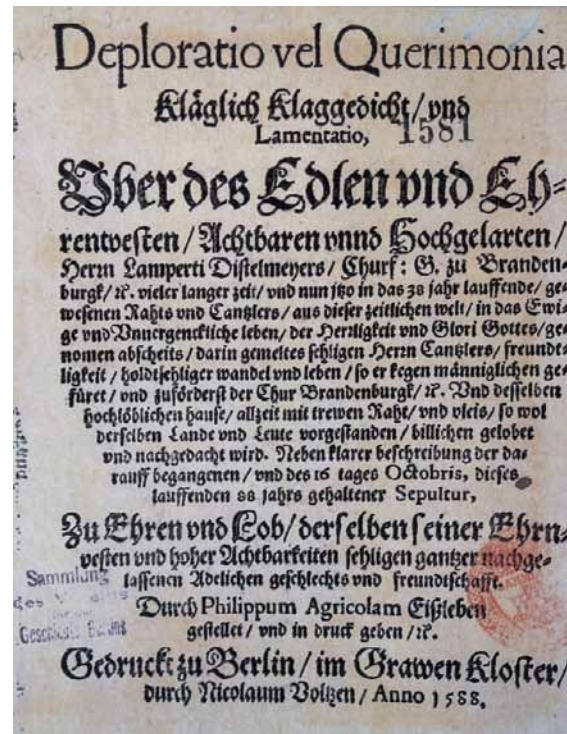 Deploratio vel Querimonia
Kläglich Klaggedicht / vnd
Lamentatio, 1581
Vber des Edlen vnd Eh-
rentvesten / Achtbaren vnnd Hochgelarten /
Herrn Lamperti Distelmeyers / Churf: G. zu Branden-
burgk / ꝛc. vieler langer zeit / vnd nun jtzo in das 38 jahr lauffende / ge-
wesenen Rahts vnd Cantzlers / aus dieser zeitlichen welt / in das Ewi-
ge vnd Vnuergenckliche leben / der Herrligkeit vnd Glori Gottes / ge-
nomen abscheits / darin gemeltes sehligen Herrn Cantzlers / freundt-
ligkeit / holdtsehliger wandel vnd leben / so er kegen männiglichen ge-
füret / vnd zuförderst der Chur Brandenburgk / ꝛc. Vnd desselben
hochlöblichen hause / allzeit mit trewen Raht / vnd vleis / so wol
derselben Lande vnd Leute vorgestanden / billichen gelobet
vnd nachgedacht wird. Neben klarer beschreibung der da-
rauff begangenen / vnd des 16 tages Octobris, dieses
lauffenden 88 jahrs gehaltener Sepultur,
Zu Ehren vnd Lob / derselben seiner Ehrn-
vesten vnd hoher Achtbarkeiten sehligen gantzer nachge-
lassenen Adelichen geschlechts vnd freundtschafft.
Durch Philippum Agricolam Eißleben
gestellet / vnd in druck geben / ꝛc.
Gedruckt zu Berlin / im Grawen Kloster /
durch Nicolaum Voltzen / Anno 1588.
Sammlung
des